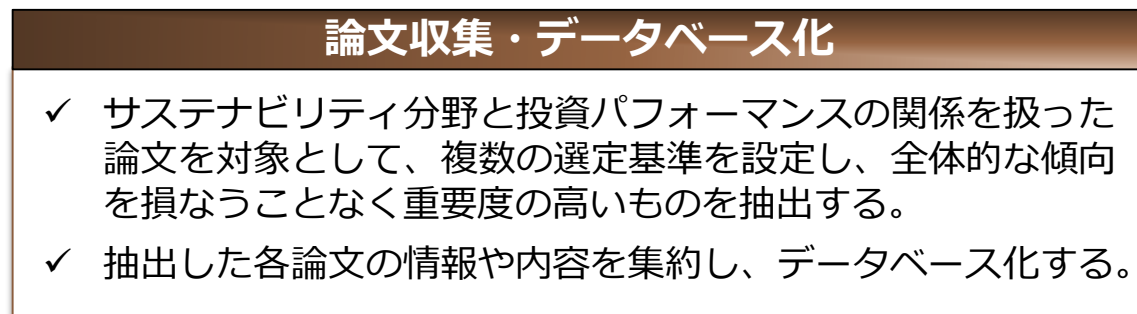 論文収集・データベース化
✓ サステナビリティ分野と投資パフォーマンスの関係を扱った
論文を対象として、複数の選定基準を設定し、全体的な傾向
を損なうことなく重要度の高いものを抽出する。
✓ 抽出した各論文の情報や内容を集約し、データベース化する。